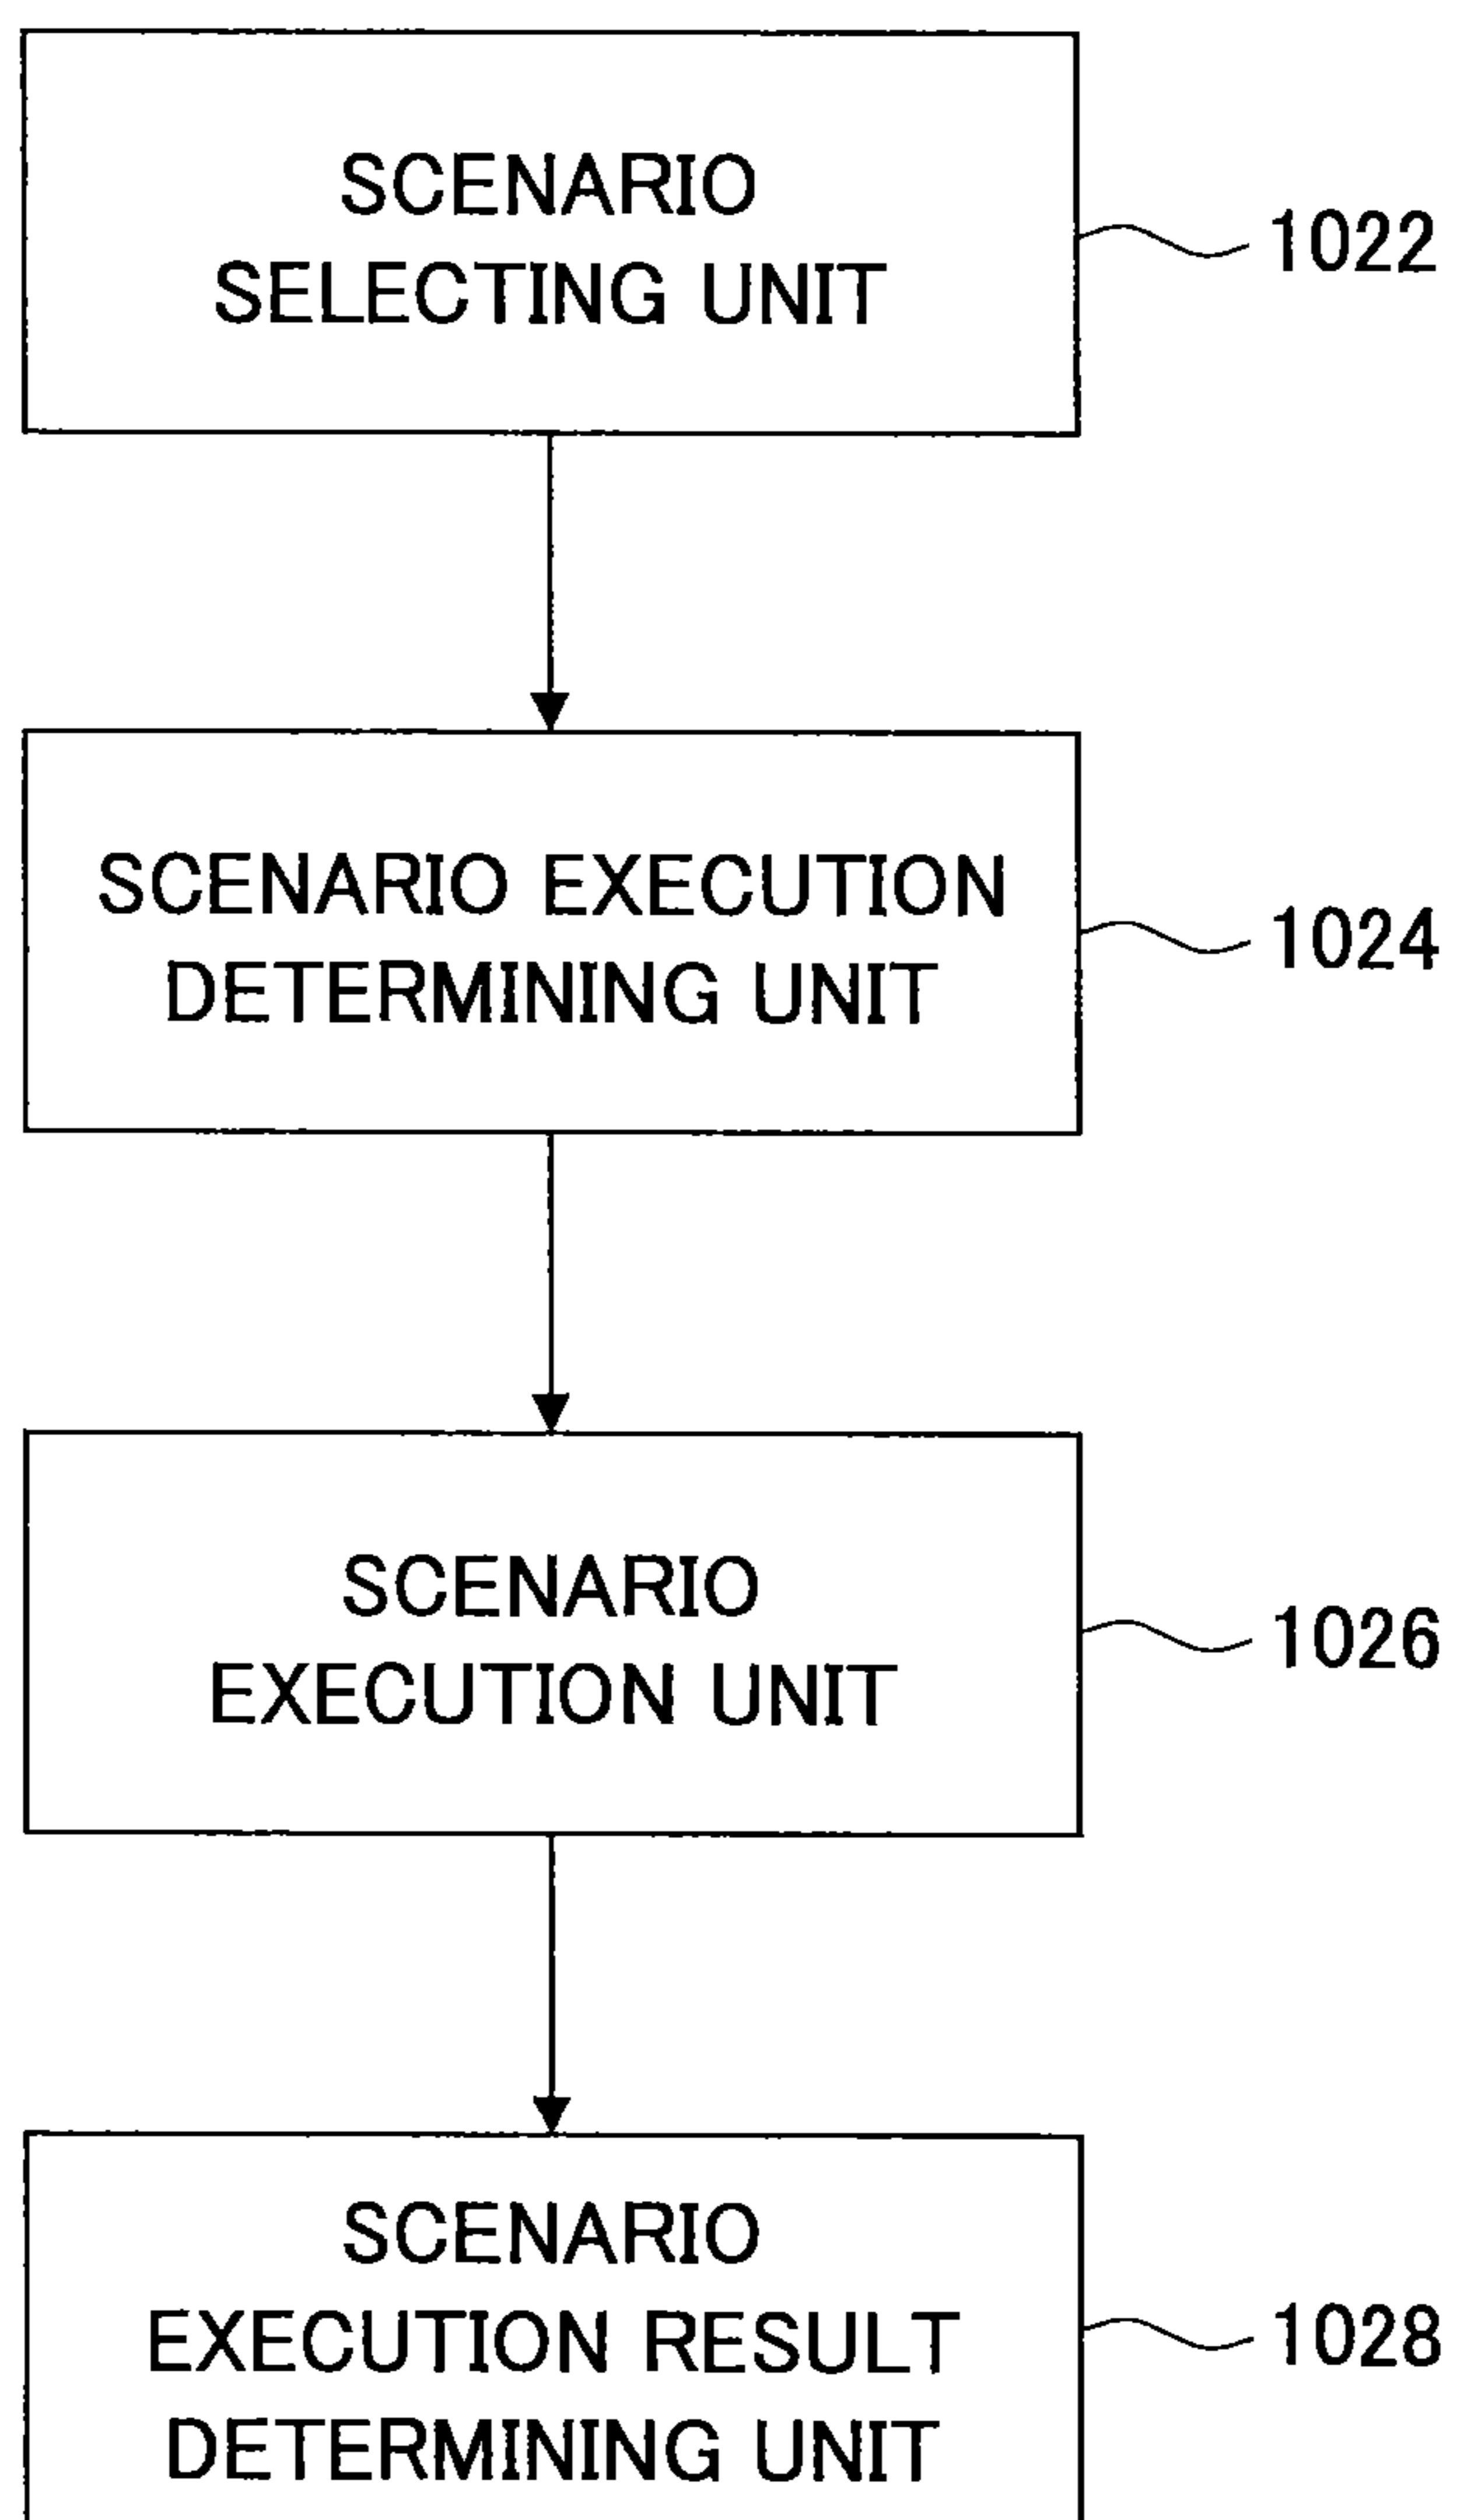 SCENARIO
SELECTING UNIT
1022
SCENARIO EXECUTION
DETERMINING UNIT
1024
SCENARIO
EXECUTION UNIT
1026
SCENARIO
EXECUTION RESULT
DETERMINING UNIT
1028